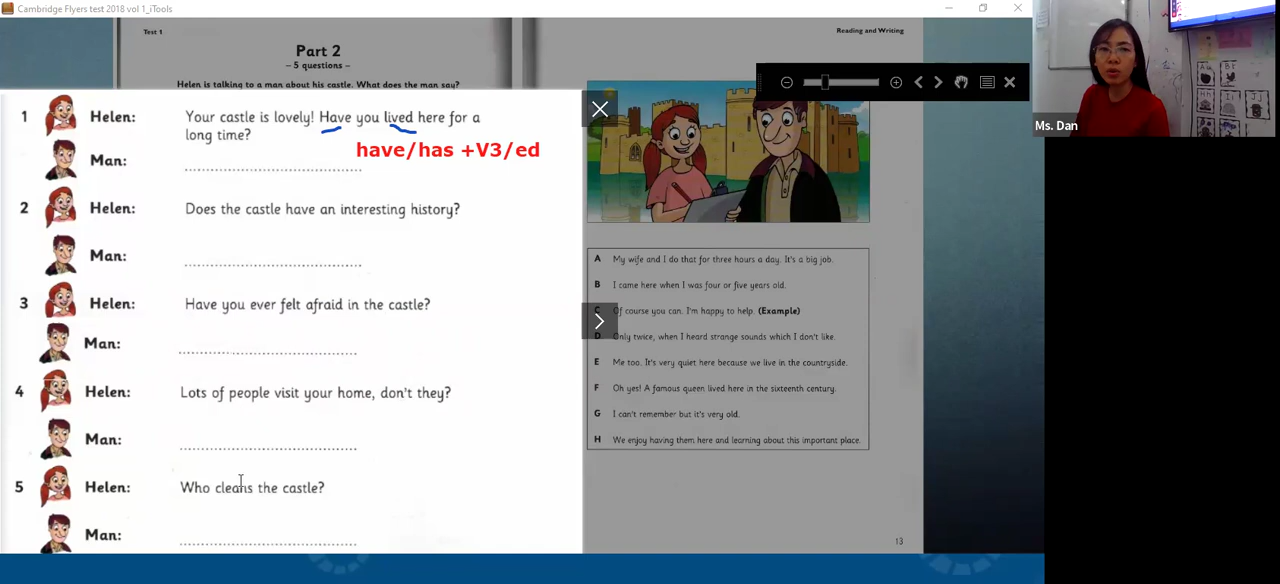 Cambridge Flyers test 2018 vol 1_iTools
Test 1
Part 2
– 5 questions –
Helen is talking to a man about his castle. What does the man say?
Reading and Writing
1 Helen: Your castle is lovely! Have you lived here for a
long time?
have/has +V3/ed
Man: ................................................
2 Helen: Does the castle have an interesting history?
Man: ................................................
3 Helen: Have you ever felt afraid in the castle?
Man: ................................................
4 Helen: Lots of people visit your home, don't they?
Man: ................................................
5 Helen: Who cleans the castle?
Man: ................................................
A My wife and I do that for three hours a day. It's a big job.
B I came here when I was four or five years old.
C Of course you can. I'm happy to help. (Example)
D Only twice, when I heard strange sounds which I don't like.
E Me too. It's very quiet here because we live in the countryside.
F Oh yes! A famous queen lived here in the sixteenth century.
G I can't remember but it's very old.
H We enjoy having them here and learning about this important place.
13
Ms. Dan